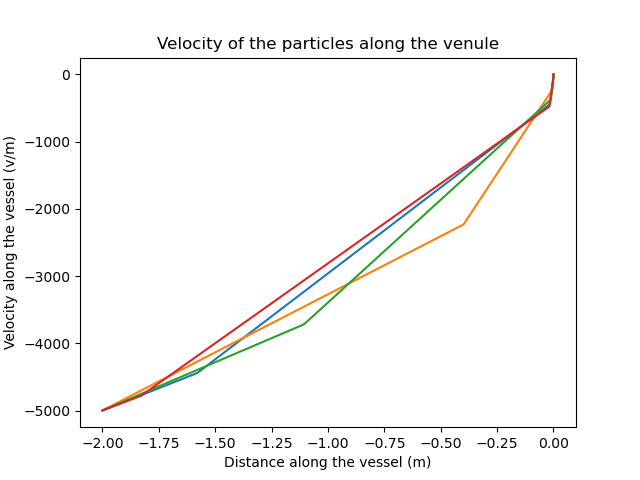 Velocity of the particles along the venule
Velocity along the vessel (v/m)
0
−1000
−2000
−3000
−4000
−5000
−2.00 −1.75 −1.50 −1.25 −1.00 −0.75 −0.50 −0.25 0.00
Distance along the vessel (m)